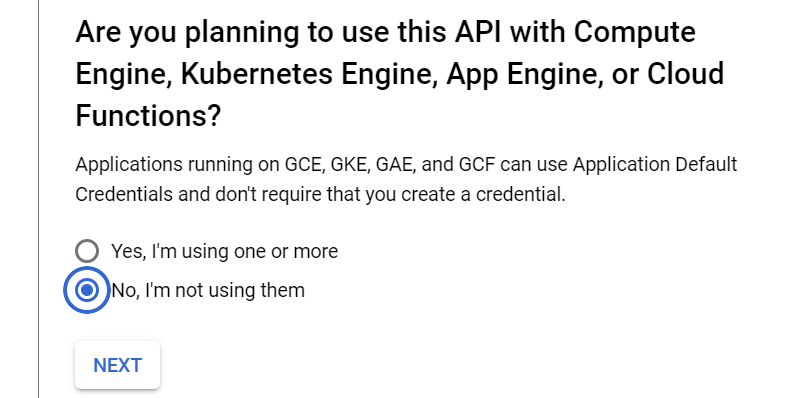 Are you planning to use this API with Compute
Engine, Kubernetes Engine, App Engine, or Cloud
Functions?
Applications running on GCE, GKE, GAE, and GCF can use Application Default
Credentials and don't require that you create a credential.
Yes, I'm using one or more
No, I'm not using them
NEXT